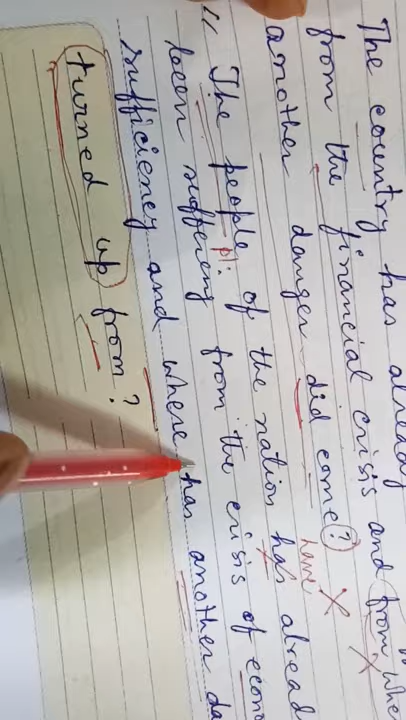 The country has already
from the financial crisis and from whe
another danger did come?
" The people of the nation has alread
pl: have
been suffering from the crisis of econ
sufficiency and where has another da
turned up from?